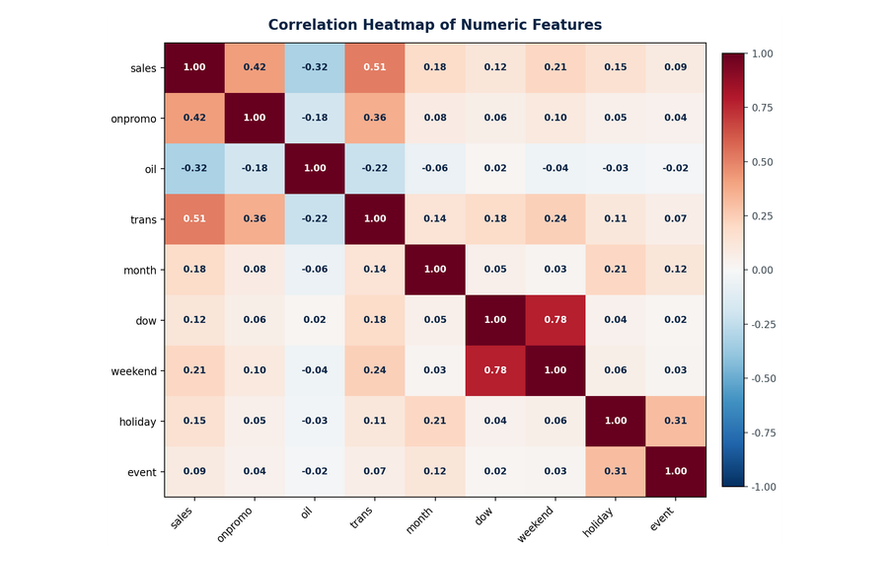 Correlation Heatmap of Numeric Features
sales 1.00 0.42 -0.32 0.51 0.18 0.12 0.21 0.15 0.09
onpromo 0.42 1.00 -0.18 0.36 0.08 0.06 0.10 0.05 0.04
oil -0.32 -0.18 1.00 -0.22 -0.06 0.02 -0.04 -0.03 -0.02
trans 0.51 0.36 -0.22 1.00 0.14 0.18 0.24 0.11 0.07
month 0.18 0.08 -0.06 0.14 1.00 0.05 0.03 0.21 0.12
dow 0.12 0.06 0.02 0.18 0.05 1.00 0.78 0.04 0.02
weekend 0.21 0.10 -0.04 0.24 0.03 0.78 1.00 0.06 0.03
holiday 0.15 0.05 -0.03 0.11 0.21 0.04 0.06 1.00 0.31
event 0.09 0.04 -0.02 0.07 0.12 0.02 0.03 0.31 1.00
sales onpromo oil trans month dow weekend holiday event
1.00
0.75
0.50
0.25
0.00
-0.25
-0.50
-0.75
-1.00